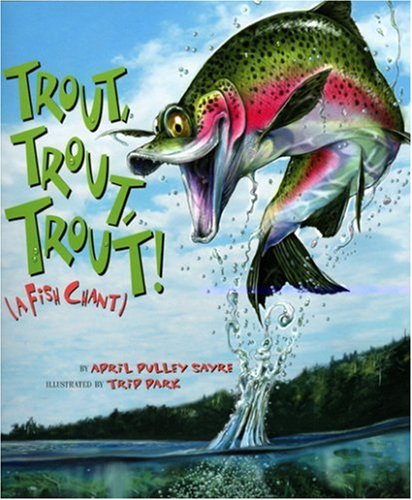 TROUT,
TROUT,
TROUT!
(A FISH CHANT)
BY APRIL PULLEY SAYRE
ILLUSTRATED BY TRIP PARK